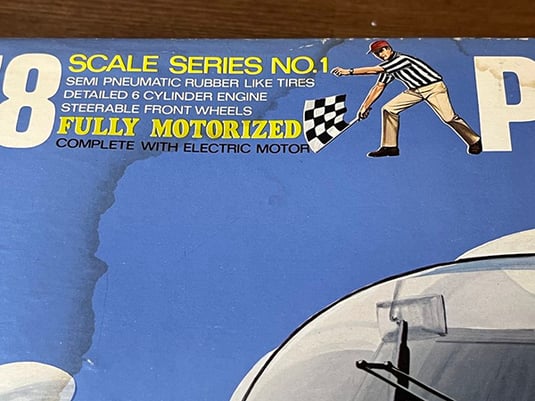 /8
SCALE SERIES NO.1
SEMI PNEUMATIC RUBBER LIKE TIRES
DETAILED 6 CYLINDER ENGINE
STEERABLE FRONT WHEELS
FULLY MOTORIZED
COMPLETE WITH ELECTRIC MOTOR
P